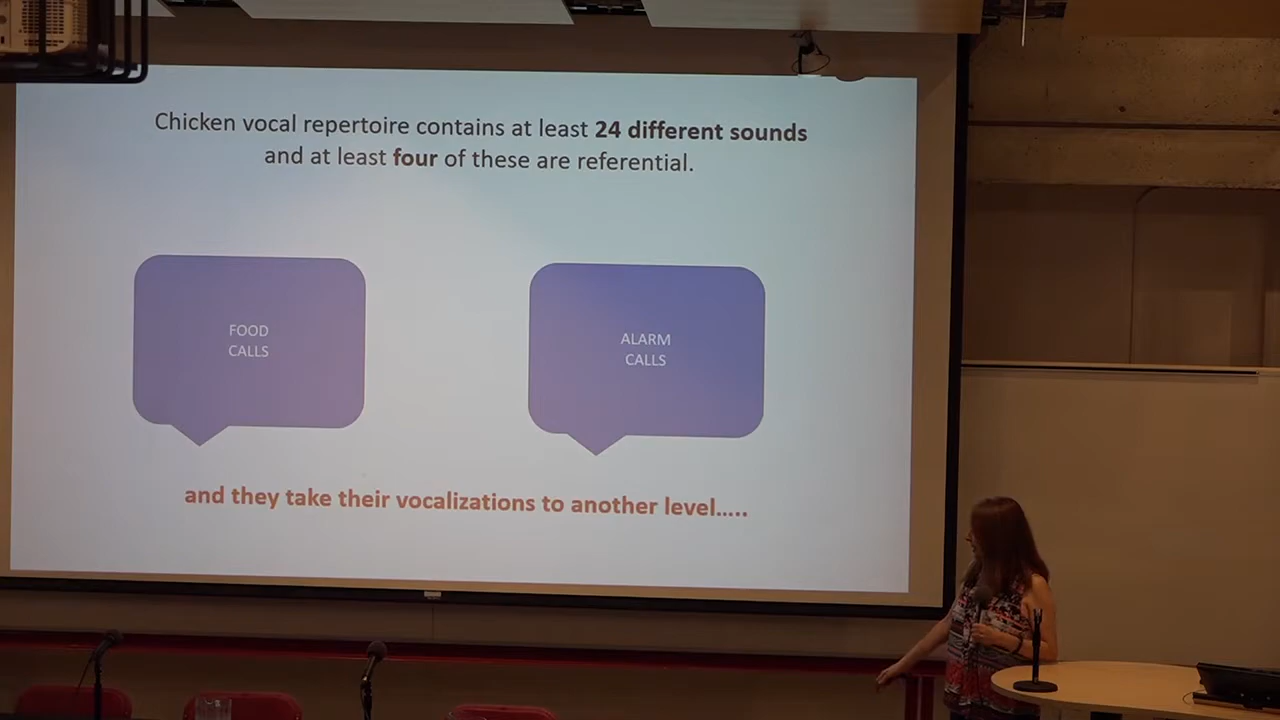 Chicken vocal repertoire contains at least 24 different sounds
and at least four of these are referential.
FOOD
CALLS
ALARM
CALLS
and they take their vocalizations to another level.....